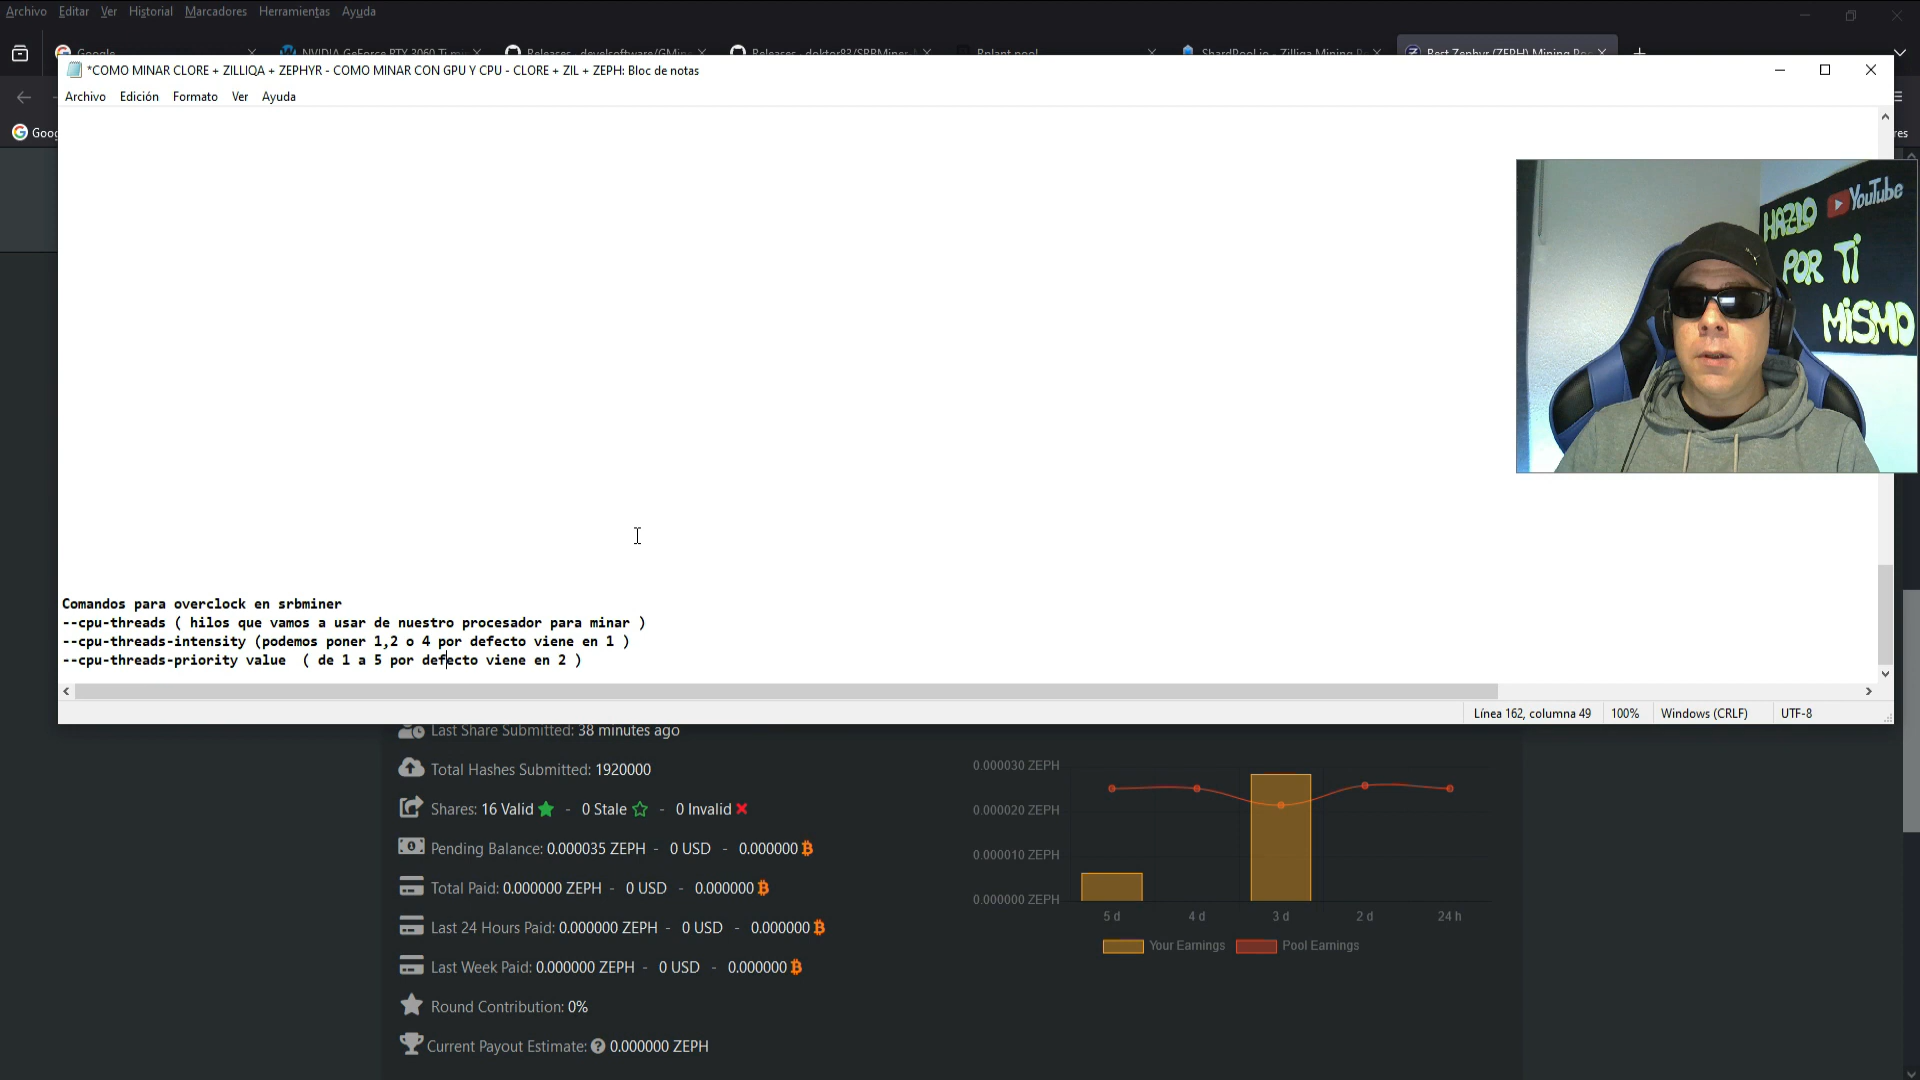 Archivo Editar Ver Historial Marcadores Herramientas Ayuda
*COMO MINAR CLORE + ZILLIQA + ZEPHYR - COMO MINAR CON GPU Y CPU - CLORE + ZIL + ZEPH: Bloc de notas
Archivo Edición Formato Ver Ayuda
HAZLO YouTube
POR TI
MISMO
Comandos para overclock en srbminer
--cpu-threads ( hilos que vamos a usar de nuestro procesador para minar )
--cpu-threads-intensity (podemos poner 1,2 o 4 por defecto viene en 1 )
--cpu-threads-priority value ( de 1 a 5 por defecto viene en 2 )
Línea 162, columna 49 100% Windows (CRLF) UTF-8
Last Share Submitted: 38 minutes ago
Total Hashes Submitted: 1920000
Shares: 16 Valid - 0 Stale - 0 Invalid
Pending Balance: 0.000035 ZEPH - 0 USD - 0.000000
Total Paid: 0.000000 ZEPH - 0 USD - 0.000000
Last 24 Hours Paid: 0.000000 ZEPH - 0 USD - 0.000000
Last Week Paid: 0.000000 ZEPH - 0 USD - 0.000000
Round Contribution: 0%
Current Payout Estimate: 0.000000 ZEPH
0.000030 ZEPH
0.000020 ZEPH
0.000010 ZEPH
0.000000 ZEPH
5 d 4 d 3 d 2 d 24 h
Your Earnings Pool Earnings